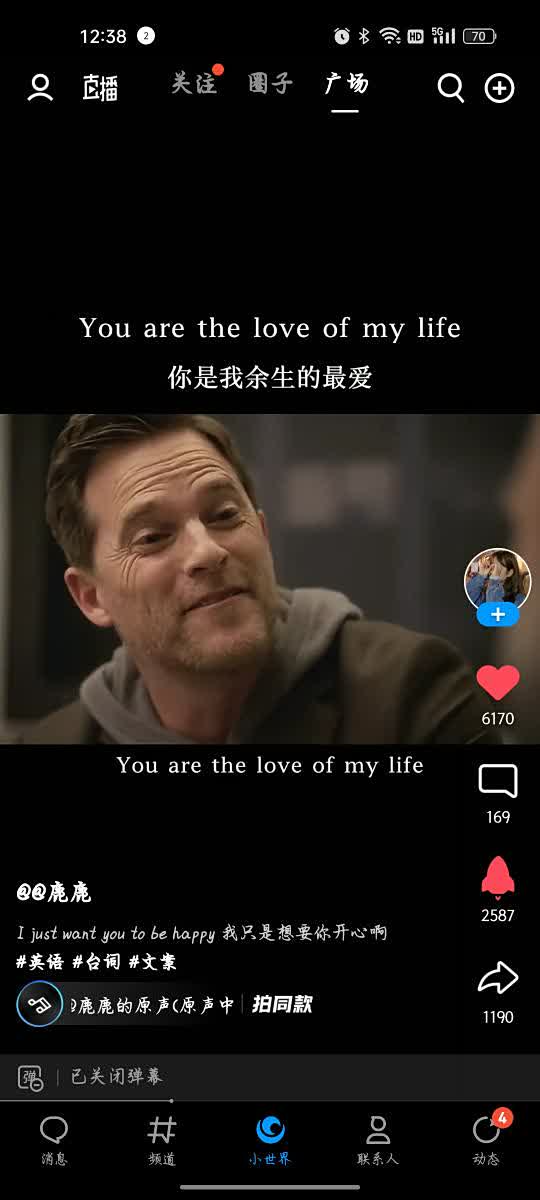 12:38 2
HD 5G 70
直播 关注 圈子 广场
You are the love of my life
你是我余生的最爱
6170
You are the love of my life
169
@@鹿鹿
2587
I just want you to be happy 我只是想要你开心啊
#英语 #台词 #文案
@鹿鹿的原声(原声中 拍同款
1190
弹 已关闭弹幕
4
消息 频道 小世界 联系人 动态